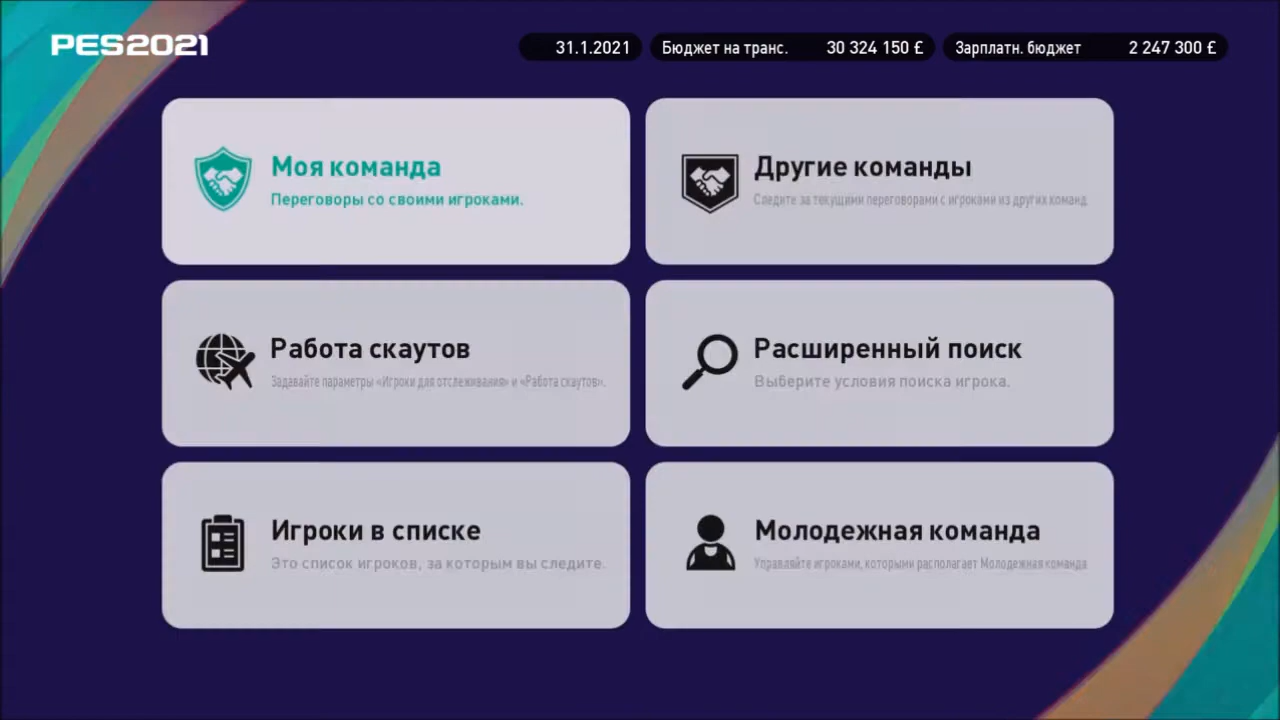 PES2021
31.1.2021 Бюджет на транс. 30 324 150 £ Зарплатн. бюджет 2 247 300 £
Моя команда
Переговоры со своими игроками.
Другие команды
Следите за текущими переговорами с игроками из других команд
Работа скаутов
Задавайте параметры «Игроки для отслеживания» и «Работа скаутов».
Расширенный поиск
Выберите условия поиска игрока.
Игроки в списке
Это список игроков, за которым вы следите.
Молодежная команда
Управляйте игроками, которыми располагает Молодежная команда